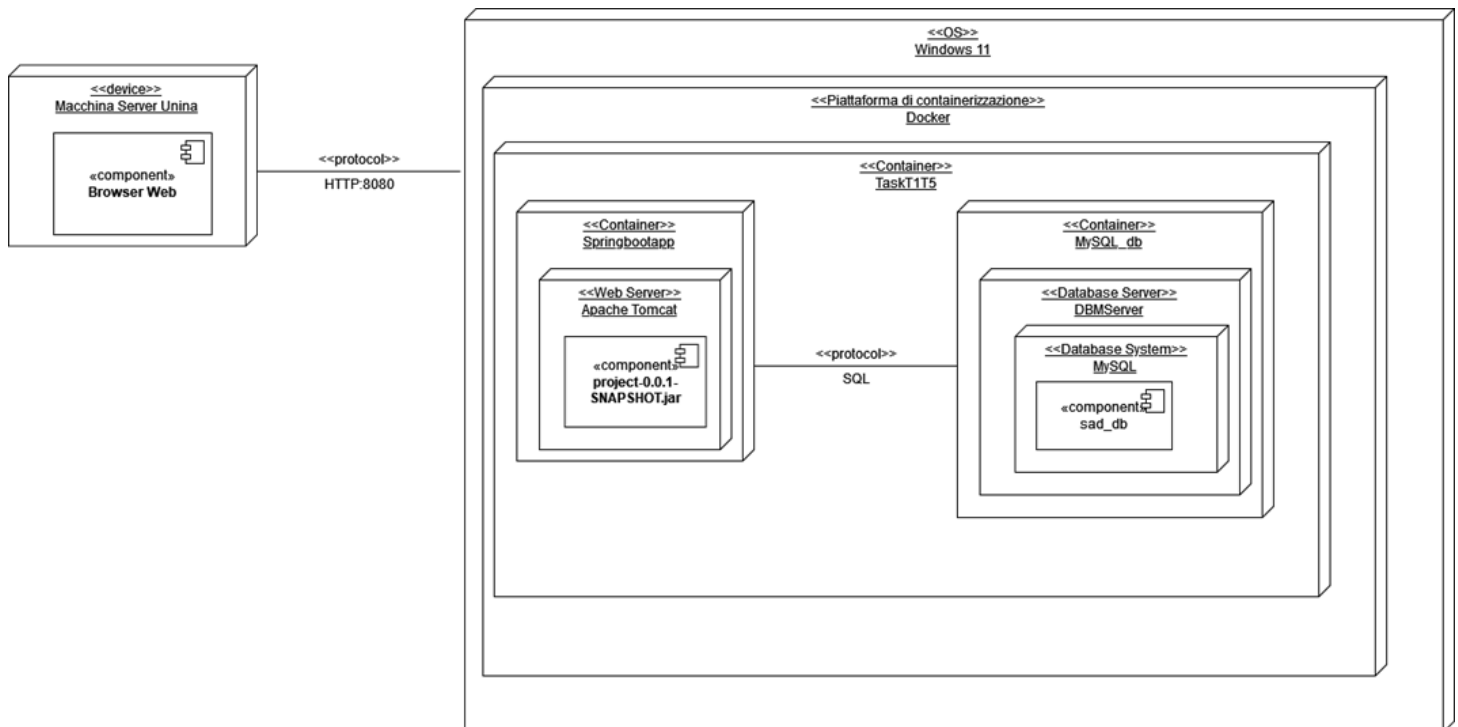 <<OS>>
Windows 11
<<device>>
Macchina Server Unina
«component»
Browser Web
<<protocol>>
HTTP:8080
<<Piattaforma di containerizzazione>>
Docker
<<Container>>
TaskT1T5
<<Container>>
Springbootapp
<<Web Server>>
Apache Tomcat
«component»
project-0.0.1-
SNAPSHOT.jar
<<protocol>>
SQL
<<Container>>
MySQL_db
<<Database Server>>
DBMServer
<<Database System>>
MySQL
«component»
sad_db